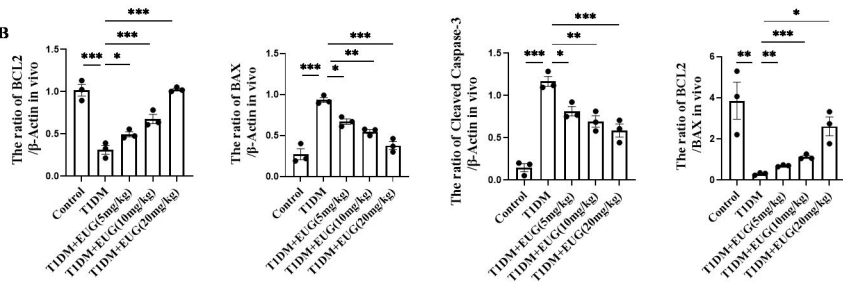 B
The ratio of BCL2
/β-Actin in vivo
1.5
1.0
0.5
0.0
***
***
*
***
Control
T1DM
T1DM+EUG(5mg/kg)
T1DM+EUG(10mg/kg)
T1DM+EUG(20mg/kg)
The ratio of BAX
/β-Actin in vivo
1.5
1.0
0.5
0.0
***
**
***
*
Control
T1DM
T1DM+EUG(5mg/kg)
T1DM+EUG(10mg/kg)
T1DM+EUG(20mg/kg)
The ratio of Cleaved Caspase-3
/β-Actin in vivo
1.5
1.0
0.5
0.0
***
**
***
*
Control
T1DM
T1DM+EUG(5mg/kg)
T1DM+EUG(10mg/kg)
T1DM+EUG(20mg/kg)
The ratio of BCL2
/BAX in vivo
6
4
2
0
*
***
**
**
Control
T1DM
T1DM+EUG(5mg/kg)
T1DM+EUG(10mg/kg)
T1DM+EUG(20mg/kg)